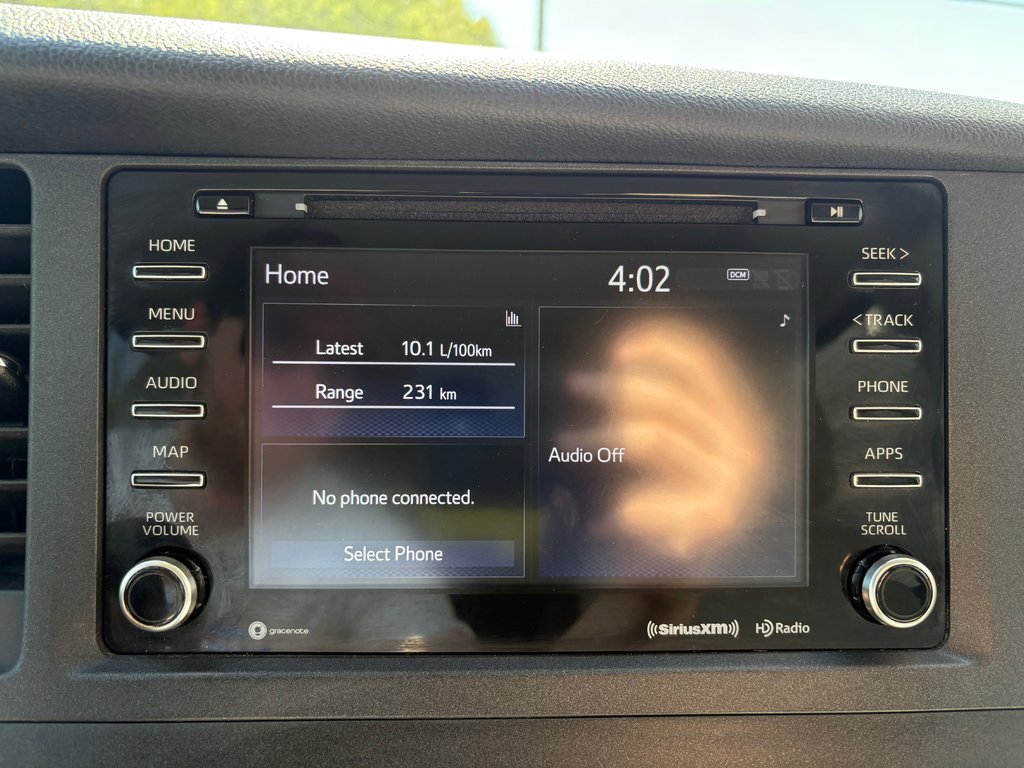 HOME
MENU
AUDIO
MAP
POWER
VOLUME
Home
4:02
DCM
Latest 10.1 L/100km
Range 231 km
No phone connected.
Select Phone
Audio Off
SEEK >
< TRACK
PHONE
APPS
TUNE
SCROLL
gracenote
((SiriusXM))
HD Radio